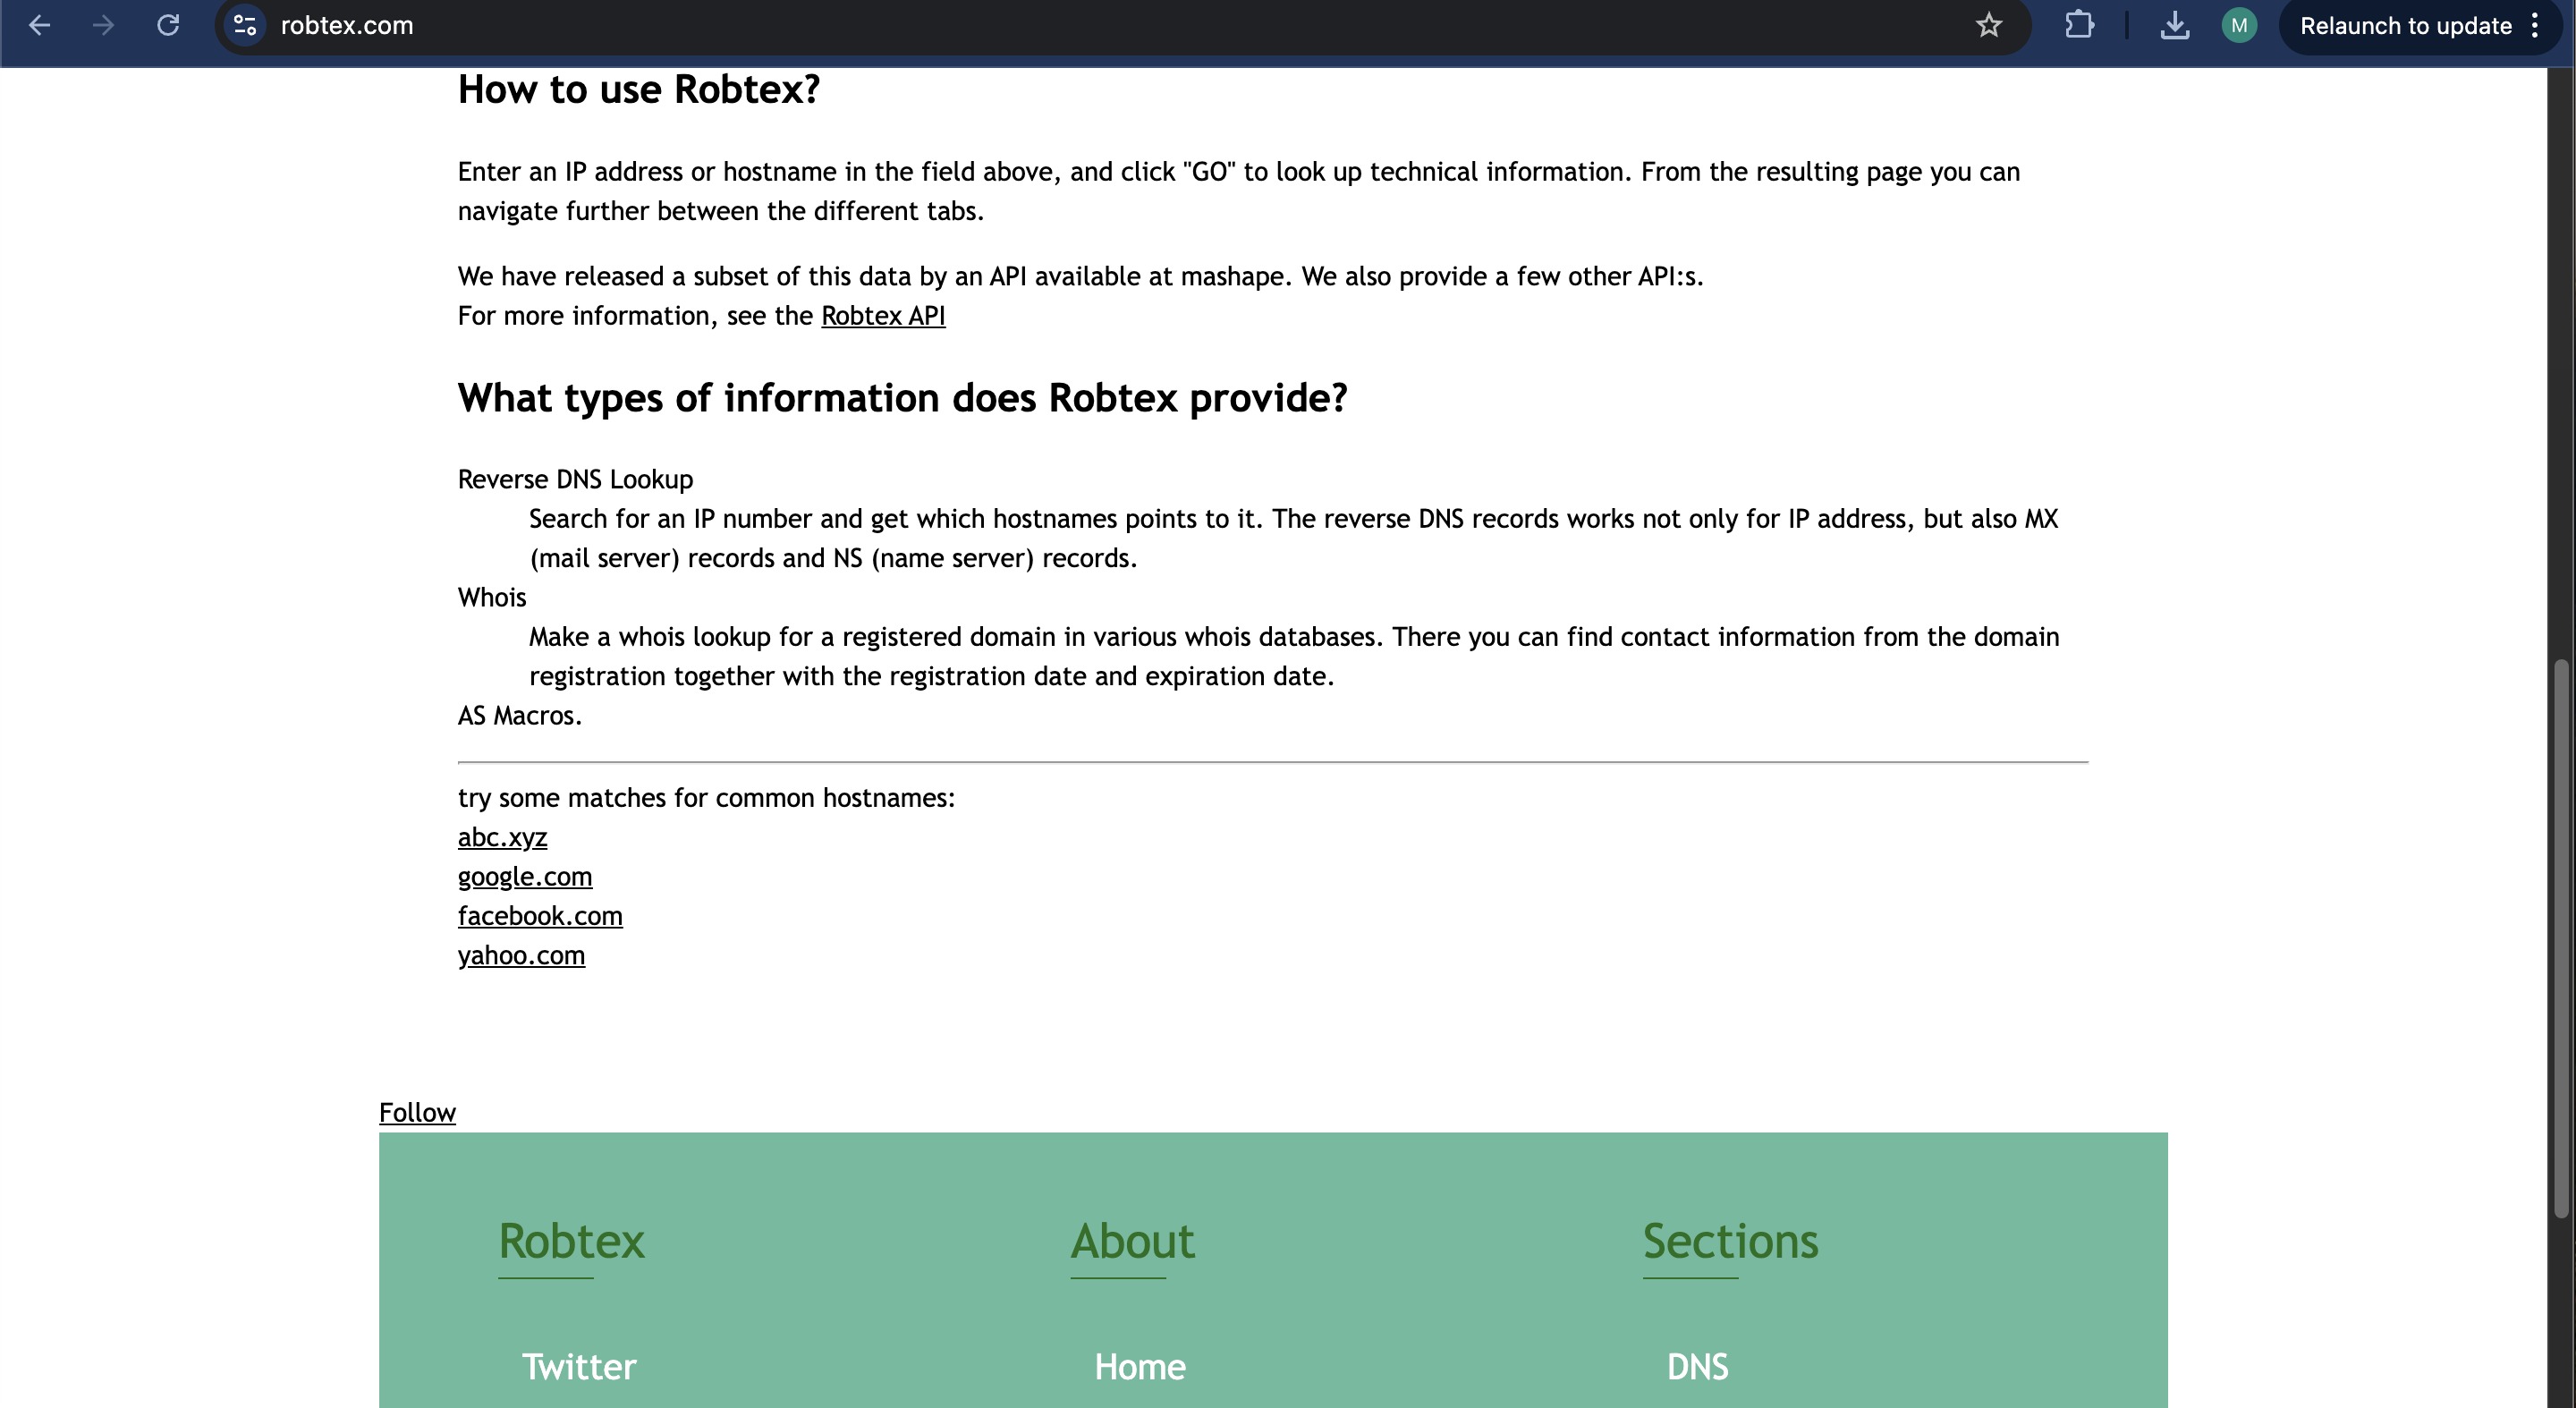 robtex.com
M
Relaunch to update
How to use Robtex?
Enter an IP address or hostname in the field above, and click "GO" to look up technical information. From the resulting page you can
navigate further between the different tabs.
We have released a subset of this data by an API available at mashape. We also provide a few other API:s.
For more information, see the Robtex API
What types of information does Robtex provide?
Reverse DNS Lookup
Search for an IP number and get which hostnames points to it. The reverse DNS records works not only for IP address, but also MX
(mail server) records and NS (name server) records.
Whois
Make a whois lookup for a registered domain in various whois databases. There you can find contact information from the domain
registration together with the registration date and expiration date.
AS Macros.
try some matches for common hostnames:
abc.xyz
google.com
facebook.com
yahoo.com
Follow
Robtex
About
Sections
Twitter
Home
DNS